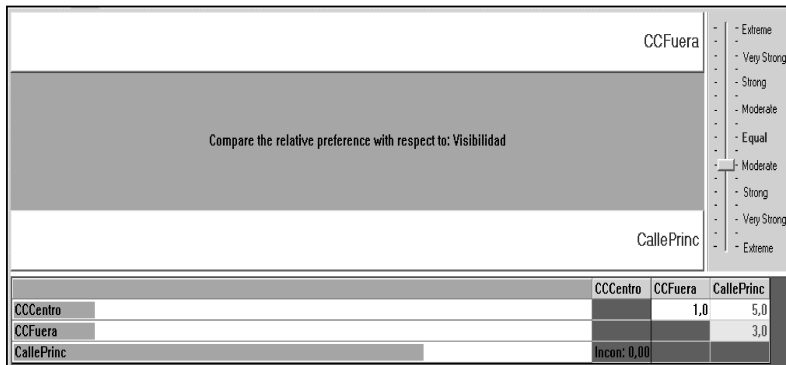 CCFuera
Compare the relative preference with respect to: Visibilidad
CallePrinc
Extreme
Very Strong
Strong
Moderate
Equal
Moderate
Strong
Very Strong
Extreme
CCCentro CCFuera CallePrinc
CCCentro 1,0 5,0
CCFuera 3,0
CallePrinc Incon: 0,00